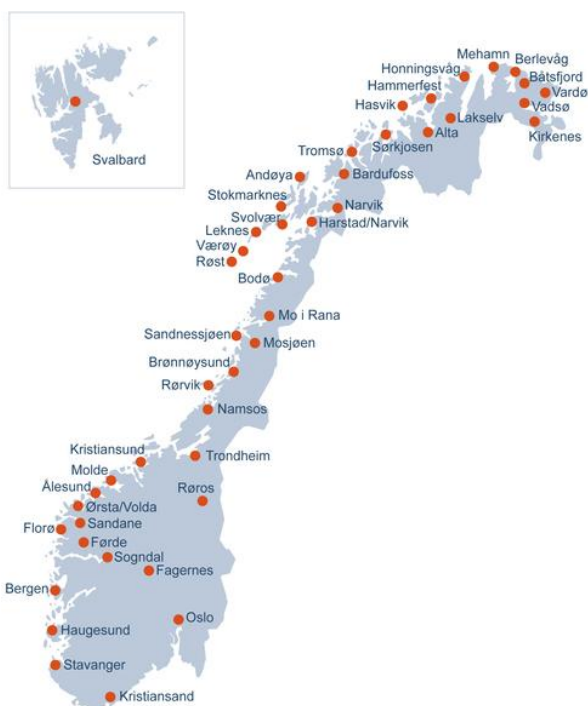 Svalbard
Mehamn
Berlevåg
Honningsvåg
Båtsfjord
Hammerfest
Vardø
Hasvik
Vadsø
Lakselv
Kirkenes
Alta
Sørkjosen
Tromsø
Bardufoss
Andøya
Stokmarknes
Narvik
Svolvær
Harstad/Narvik
Leknes
Værøy
Røst
Bodø
Mo i Rana
Sandnessjøen
Mosjøen
Brønnøysund
Rørvik
Namsos
Kristiansund
Trondheim
Molde
Ålesund
Røros
Ørsta/Volda
Sandane
Florø
Førde
Sogndal
Fagernes
Bergen
Oslo
Haugesund
Stavanger
Kristiansand